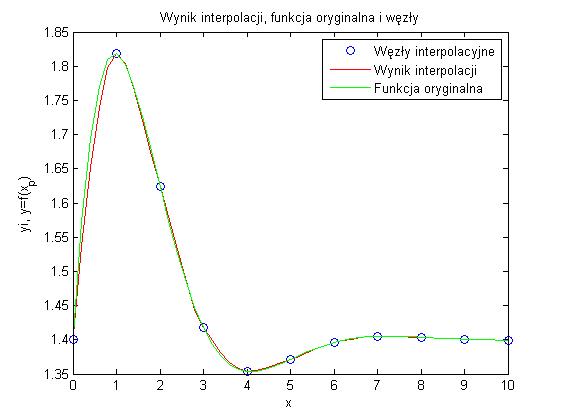 Wynik interpolacji, funkcja oryginalna i węzły
Węzły interpolacyjne
Wynik interpolacji
Funkcja oryginalna
yi, y=f(xp)
1.85
1.8
1.75
1.7
1.65
1.6
1.55
1.5
1.45
1.4
1.35
0 1 2 3 4 5 6 7 8 9 10
x